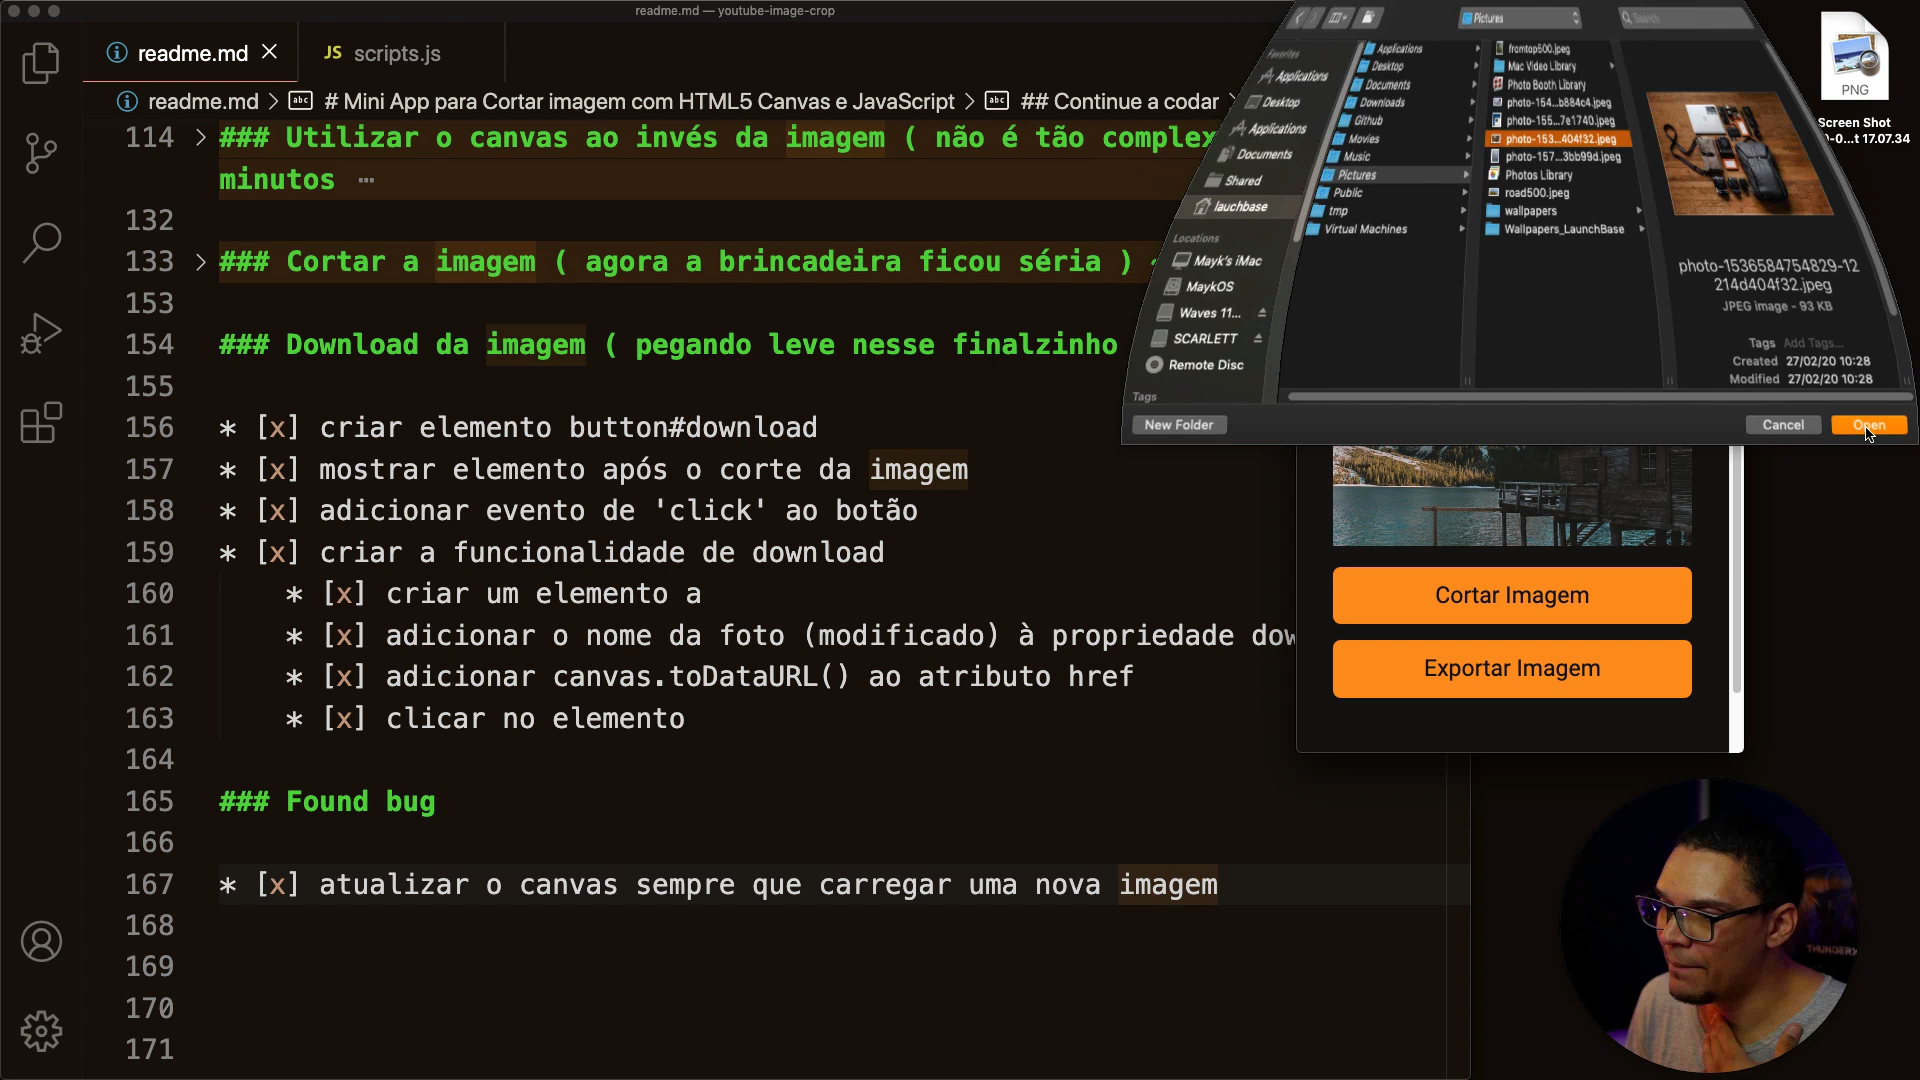 readme.md — youtube-image-crop
readme.md
JS scripts.js
readme.md > # Mini App para Cortar imagem com HTML5 Canvas e JavaScript > ## Continue a codar
114 > ### Utilizar o canvas ao invés da imagem ( não é tão complex
minutos ⋯
132
133 > ### Cortar a imagem ( agora a brincadeira ficou séria )
153
154 ### Download da imagem ( pegando leve nesse finalzinho
155
156 * [x] criar elemento button#download
157 * [x] mostrar elemento após o corte da imagem
158 * [x] adicionar evento de 'click' ao botão
159 * [x] criar a funcionalidade de download
160 * [x] criar um elemento a
161 * [x] adicionar o nome da foto (modificado) à propriedade dow
162 * [x] adicionar canvas.toDataURL() ao atributo href
163 * [x] clicar no elemento
164
165 ### Found bug
166
167 * [x] atualizar o canvas sempre que carregar uma nova imagem
168
169
170
171
Pictures
Search
Favorites
Applications
Desktop
Applications
Documents
Shared
lauchbase
Locations
Mayk's iMac
MaykOS
Waves 11...
SCARLETT
Remote Disc
Tags
Applications
Desktop
Documents
Downloads
Github
Movies
Music
Pictures
Public
tmp
Virtual Machines
fromtop500.jpeg
Mac Video Library
Photo Booth Library
photo-154...b884c4.jpeg
photo-155...7e1740.jpeg
photo-153...404f32.jpeg
photo-157...3bb99d.jpeg
Photos Library
road500.jpeg
wallpapers
Wallpapers_LaunchBase
photo-1536584754829-12
214d404f32.jpeg
JPEG image - 93 KB
Tags Add Tags...
Created 27/02/20 10:28
Modified 27/02/20 10:28
New Folder
Cancel
Open
PNG
Screen Shot
0-0...t 17.07.34
Cortar Imagem
Exportar Imagem